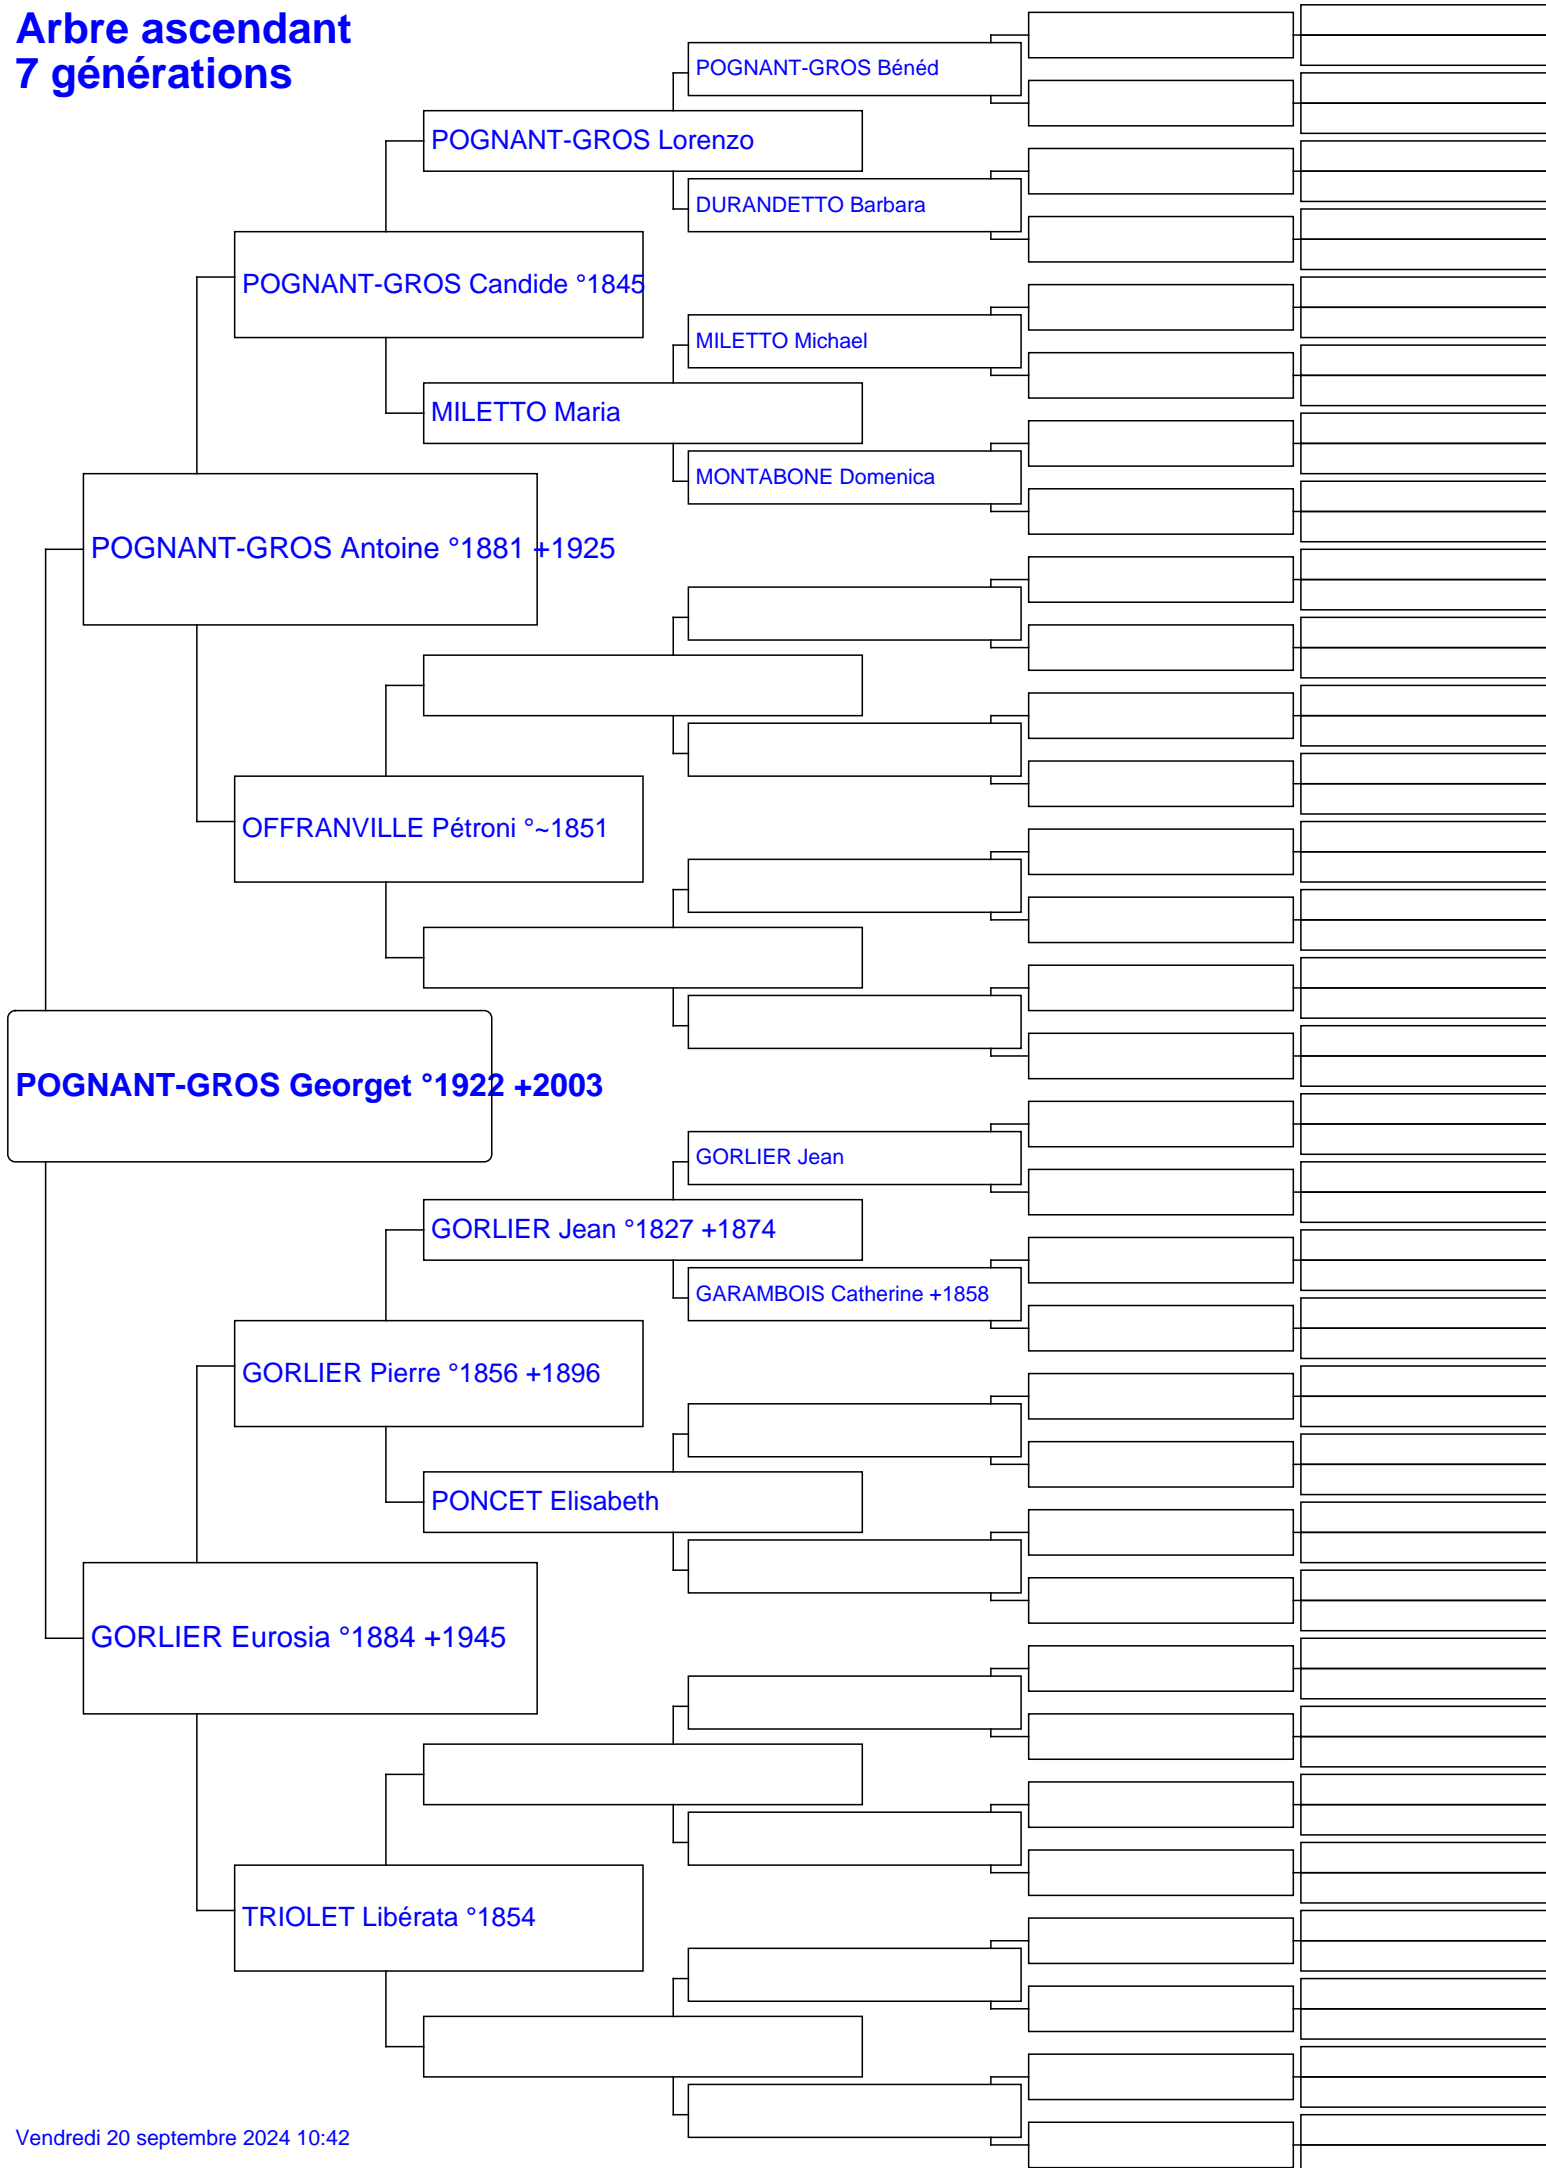 Arbre ascendant
7 générations
POGNANT-GROS Bénéd
POGNANT-GROS Lorenzo
DURANDETTO Barbara
POGNANT-GROS Candide °1845
MILETTO Michael
MILETTO Maria
MONTABONE Domenica
POGNANT-GROS Antoine °1881 +1925
OFFRANVILLE Pétroni °~1851
POGNANT-GROS Georget °1922 +2003
GORLIER Jean
GORLIER Jean °1827 +1874
GARAMBOIS Catherine +1858
GORLIER Pierre °1856 +1896
PONCET Elisabeth
GORLIER Eurosia °1884 +1945
TRIOLET Libérata °1854
Vendredi 20 septembre 2024 10:42